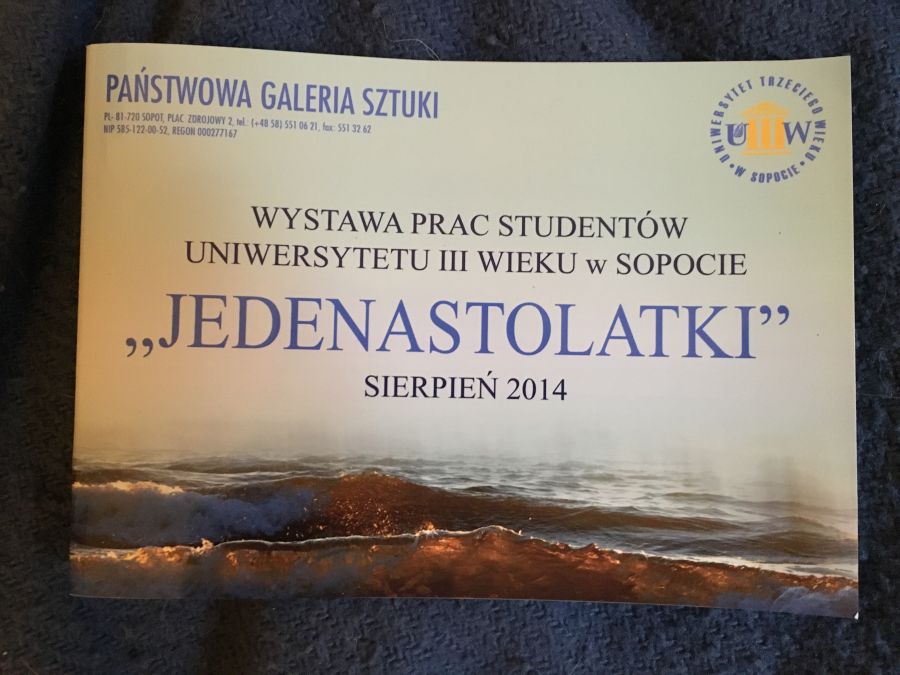 PAŃSTWOWA GALERIA SZTUKI
PL- 81-720 SOPOT, PLAC ZDROJOWY 2, tel.: (+48 58) 551 06 21, fax: 551 32 62
NIP 585-122-00-52, REGON 000277167
UNIWERSYTET TRZECIEGO WIEKU
UIIIW
• W SOPOCIE •
WYSTAWA PRAC STUDENTÓW
UNIWERSYTETU III WIEKU w SOPOCIE
„JEDENASTOLATKI”
SIERPIEŃ 2014